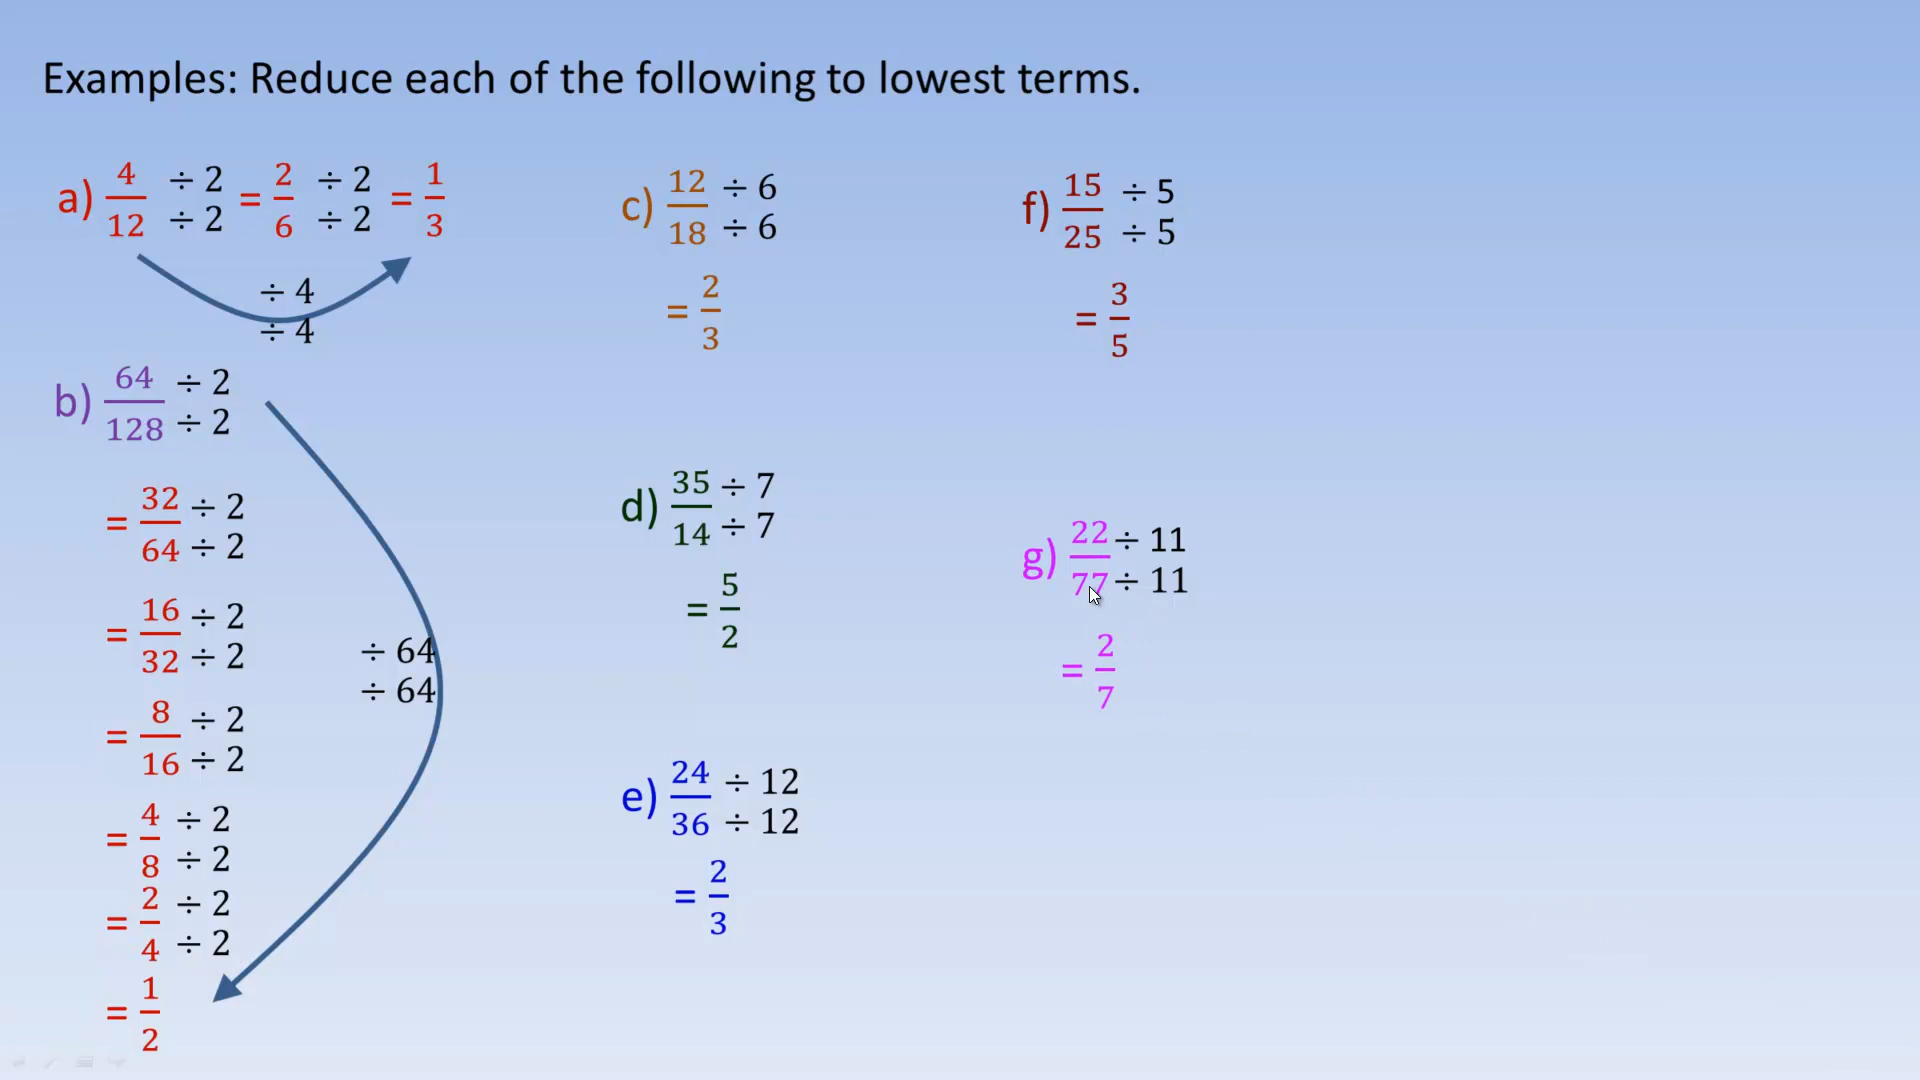 Examples: Reduce each of the following to lowest terms.
a) 4/12 ÷ 2/÷ 2 = 2/6 ÷ 2/÷ 2 = 1/3
÷ 4
÷ 4
b) 64/128 ÷ 2/÷ 2
= 32/64 ÷ 2/÷ 2
= 16/32 ÷ 2/÷ 2
= 8/16 ÷ 2/÷ 2
= 4/8 ÷ 2/÷ 2
= 2/4 ÷ 2/÷ 2
= 1/2
÷ 64
÷ 64
c) 12/18 ÷ 6/÷ 6
= 2/3
d) 35/14 ÷ 7/÷ 7
= 5/2
e) 24/36 ÷ 12/÷ 12
= 2/3
f) 15/25 ÷ 5/÷ 5
= 3/5
g) 22/77 ÷ 11/÷ 11
= 2/7